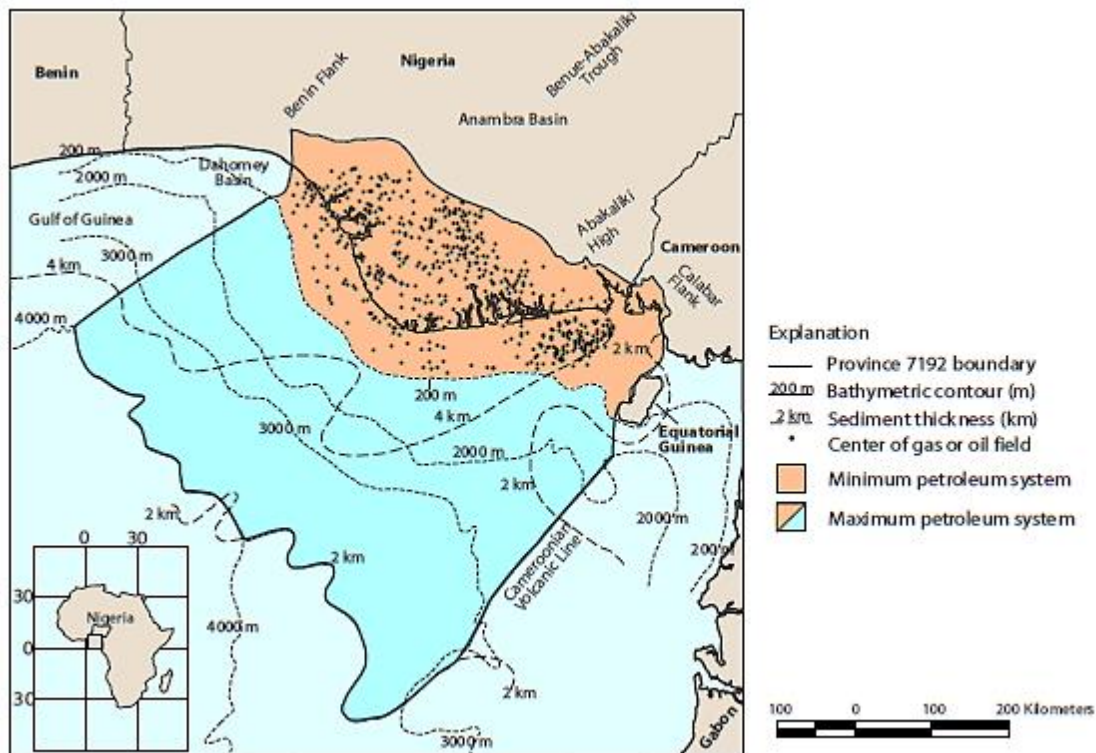 Benin
Nigeria
Benin Flank
Benue-Abakaliki
Trough
Anambra Basin
200 m
2000 m
Dahomey
Basin
Gulf of Guinea
3000 m
4 km
4000 m
Abakaliki
High
Cameroon
Calabar
Flank
2 km
200 m
4 km
3000 m
2000 m
Equatorial
Guinea
2 km
2000 m
200 m
2 km
2 km
Cameroonian
Volcanic Line
4000 m
2 km
3000 m
Gabon
0 30
30
0
30
Nigeria
Explanation
Province 7192 boundary
200 m Bathymetric contour (m)
2 km Sediment thickness (km)
Center of gas or oil field
Minimum petroleum system
Maximum petroleum system
100 0 100 200 Kilometers